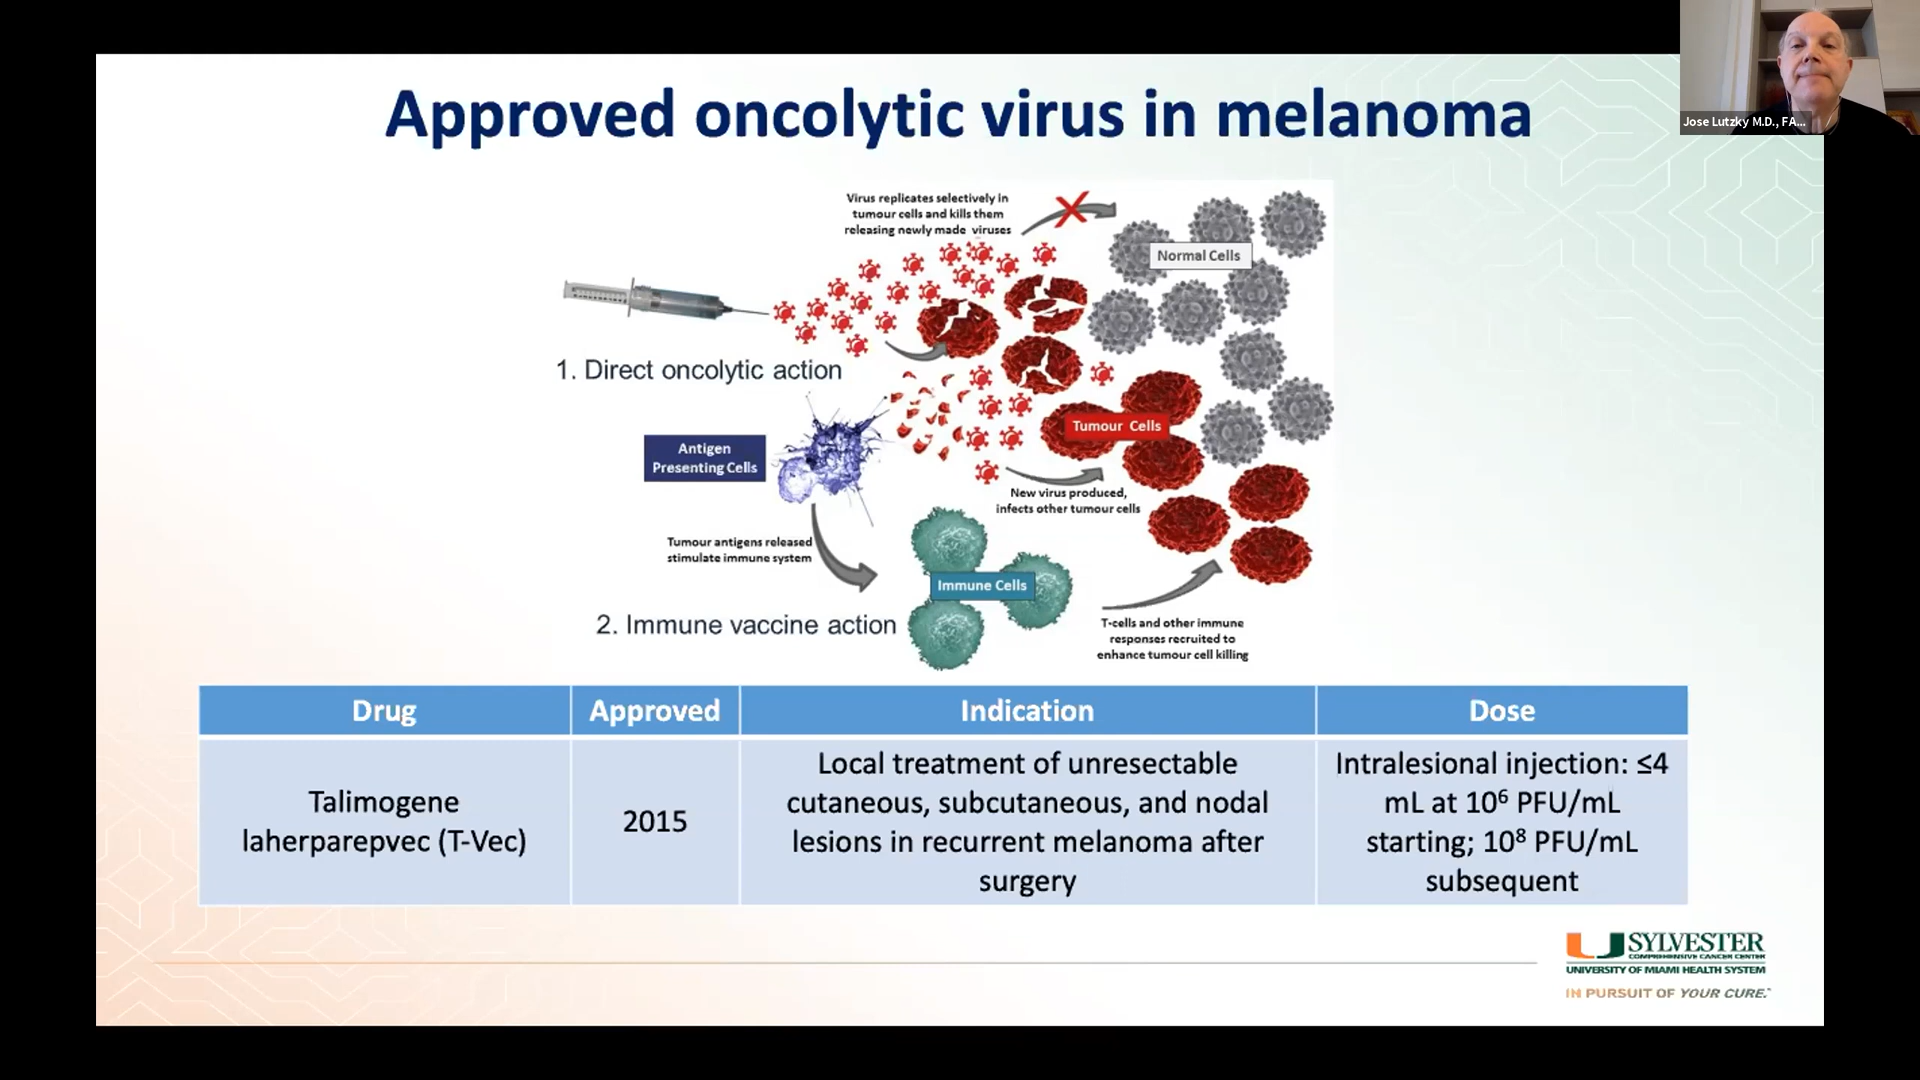 Approved oncolytic virus in melanoma
Jose Lutzky M.D., FA...
Virus replicates selectively in
tumour cells and kills them
releasing newly made viruses
Normal Cells
1. Direct oncolytic action
Tumour Cells
Antigen
Presenting Cells
New virus produced,
infects other tumour cells
Tumour antigens released
stimulate immune system
Immune Cells
2. Immune vaccine action
T-cells and other immune
responses recruited to
enhance tumour cell killing
Drug
Approved
Indication
Dose
Talimogene
laherparepvec (T-Vec)
2015
Local treatment of unresectable
cutaneous, subcutaneous, and nodal
lesions in recurrent melanoma after
surgery
Intralesional injection: ≤4
mL at 10⁶ PFU/mL
starting; 10⁸ PFU/mL
subsequent
SYLVESTER
COMPREHENSIVE CANCER CENTER
UNIVERSITY OF MIAMI HEALTH SYSTEM
IN PURSUIT OF YOUR CURE.™